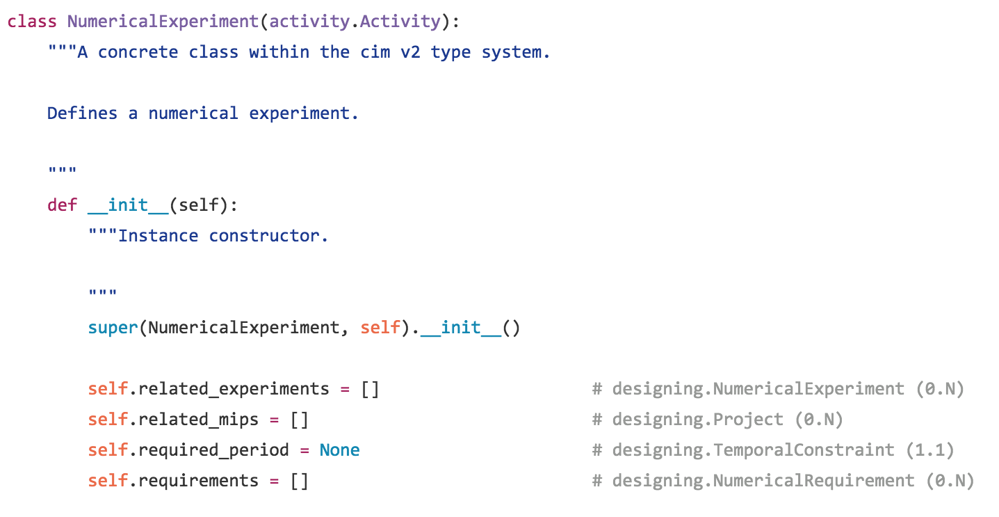 class NumericalExperiment(activity.Activity):
    """A concrete class within the cim v2 type system.
    Defines a numerical experiment.
    """
    def __init__(self):
        """Instance constructor.
        """
        super(NumericalExperiment, self).__init__()
        self.related_experiments = []                     # designing.NumericalExperiment (0.N)
        self.related_mips = []                            # designing.Project (0.N)
        self.required_period = None                       # designing.TemporalConstraint (1.1)
        self.requirements = []                            # designing.NumericalRequirement (0.N)